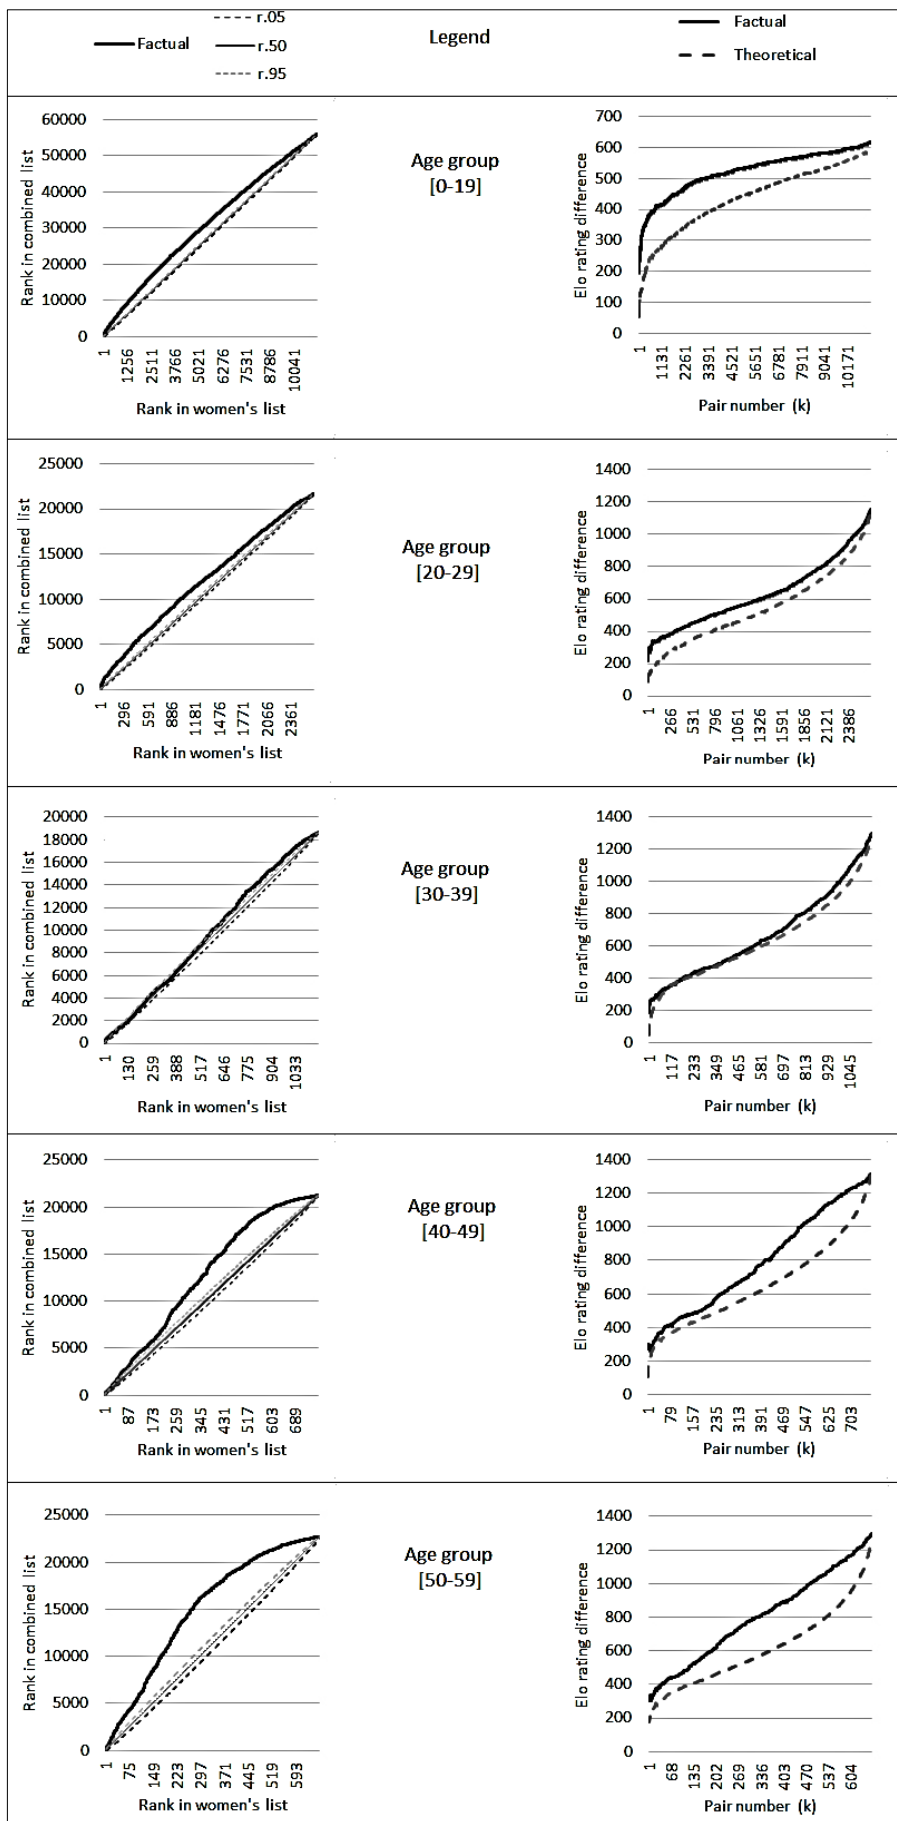 r.05
Factual r.50 Legend Factual
r.95 Theoretical
Rank in combined list
60000
50000
40000
30000
20000
10000
0
1 1256 2511 3766 5021 6276 7531 8786 10041
Rank in women's list
Age group
[0-19]
Elo rating difference
700
600
500
400
300
200
100
0
1 1131 2261 3391 4521 5651 6781 7911 9041 10171
Pair number (k)
Rank in combined list
25000
20000
15000
10000
5000
0
1 296 591 886 1181 1476 1771 2066 2361
Rank in women's list
Age group
[20-29]
Elo rating difference
1400
1200
1000
800
600
400
200
0
1 266 531 796 1061 1326 1591 1856 2121 2386
Pair number (k)
Rank in combined list
20000
18000
16000
14000
12000
10000
8000
6000
4000
2000
0
1 130 259 388 517 646 775 904 1033
Rank in women's list
Age group
[30-39]
Elo rating difference
1400
1200
1000
800
600
400
200
0
1 117 233 349 465 581 697 813 929 1045
Pair number (k)
Rank in combined list
25000
20000
15000
10000
5000
0
1 87 173 259 345 431 517 603 689
Rank in women's list
Age group
[40-49]
Elo rating difference
1400
1200
1000
800
600
400
200
0
1 79 157 235 313 391 469 547 625 703
Pair number (k)
Rank in combined list
25000
20000
15000
10000
5000
0
1 75 149 223 297 371 445 519 593
Rank in women's list
Age group
[50-59]
Elo rating difference
1400
1200
1000
800
600
400
200
0
1 68 135 202 269 336 403 470 537 604
Pair number (k)